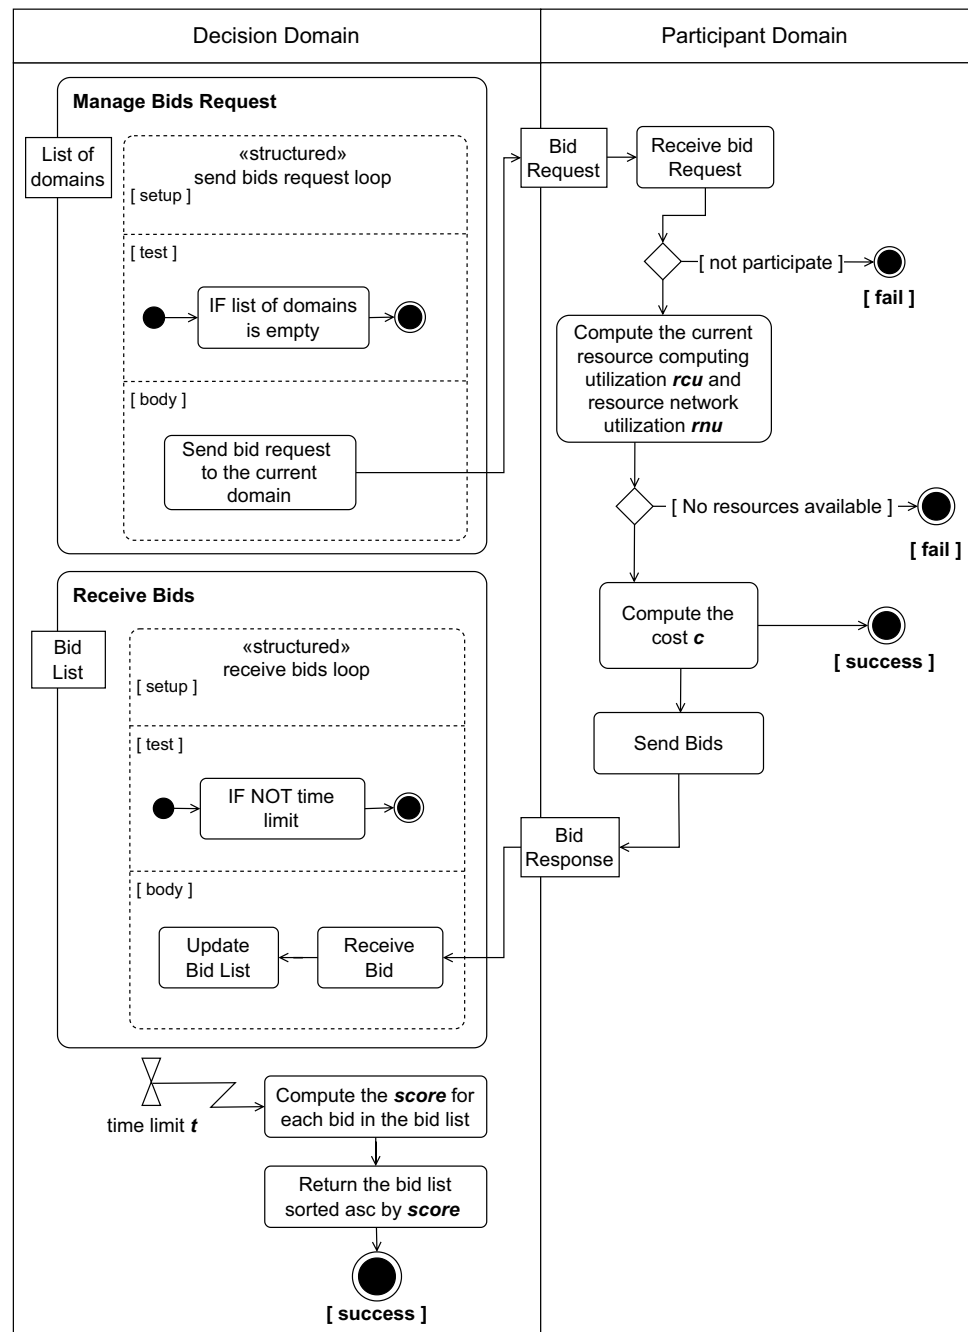 Decision Domain
Participant Domain
Manage Bids Request
List of
domains
«structured»
send bids request loop
[ setup ]
[ test ]
IF list of domains
is empty
[ body ]
Send bid request
to the current
domain
Bid
Request
Receive bid
Request
[ not participate ]
[ fail ]
Compute the current
resource computing
utilization rcu and
resource network
utilization rnu
[ No resources available ]
[ fail ]
Compute the
cost c
[ success ]
Send Bids
Bid
Response
Receive Bids
Bid
List
«structured»
receive bids loop
[ setup ]
[ test ]
IF NOT time
limit
[ body ]
Update
Bid List
Receive
Bid
time limit t
Compute the score for
each bid in the bid list
Return the bid list
sorted asc by score
[ success ]